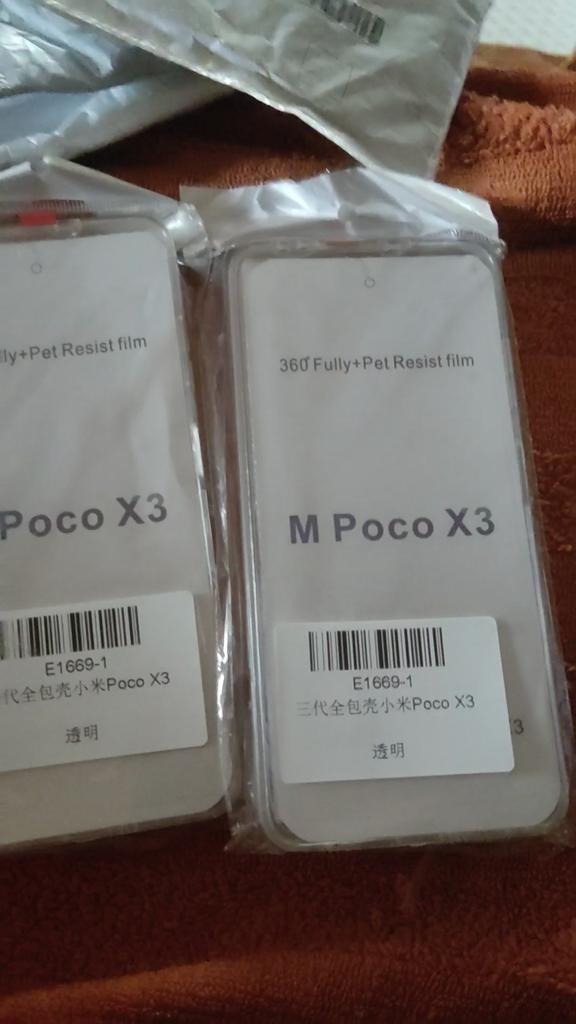 lly+Pet Resist film
Poco X3
E1669-1
代全包壳小米Poco X3
透明
360°Fully+Pet Resist film
M Poco X3
E1669-1
三代全包壳小米Poco X3
透明
X3